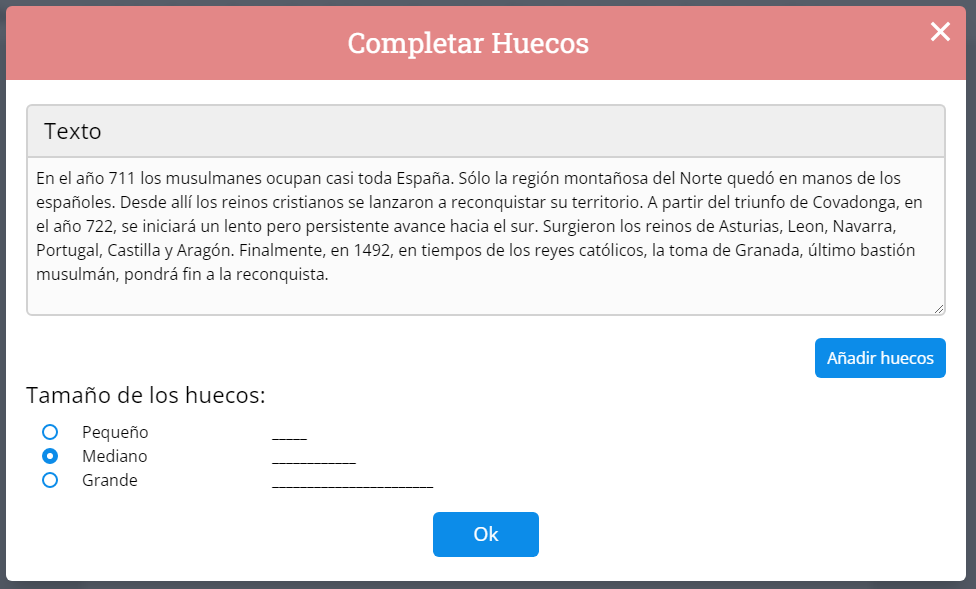 Completar Huecos
Texto
En el año 711 los musulmanes ocupan casi toda España. Sólo la región montañosa del Norte quedó en manos de los
españoles. Desde allí los reinos cristianos se lanzaron a reconquistar su territorio. A partir del triunfo de Covadonga, en
el año 722, se iniciará un lento pero persistente avance hacia el sur. Surgieron los reinos de Asturias, Leon, Navarra,
Portugal, Castilla y Aragón. Finalmente, en 1492, en tiempos de los reyes católicos, la toma de Granada, último bastión
musulmán, pondrá fin a la reconquista.
Añadir huecos
Tamaño de los huecos:
Pequeño _____
Mediano ____________
Grande _______________________
Ok